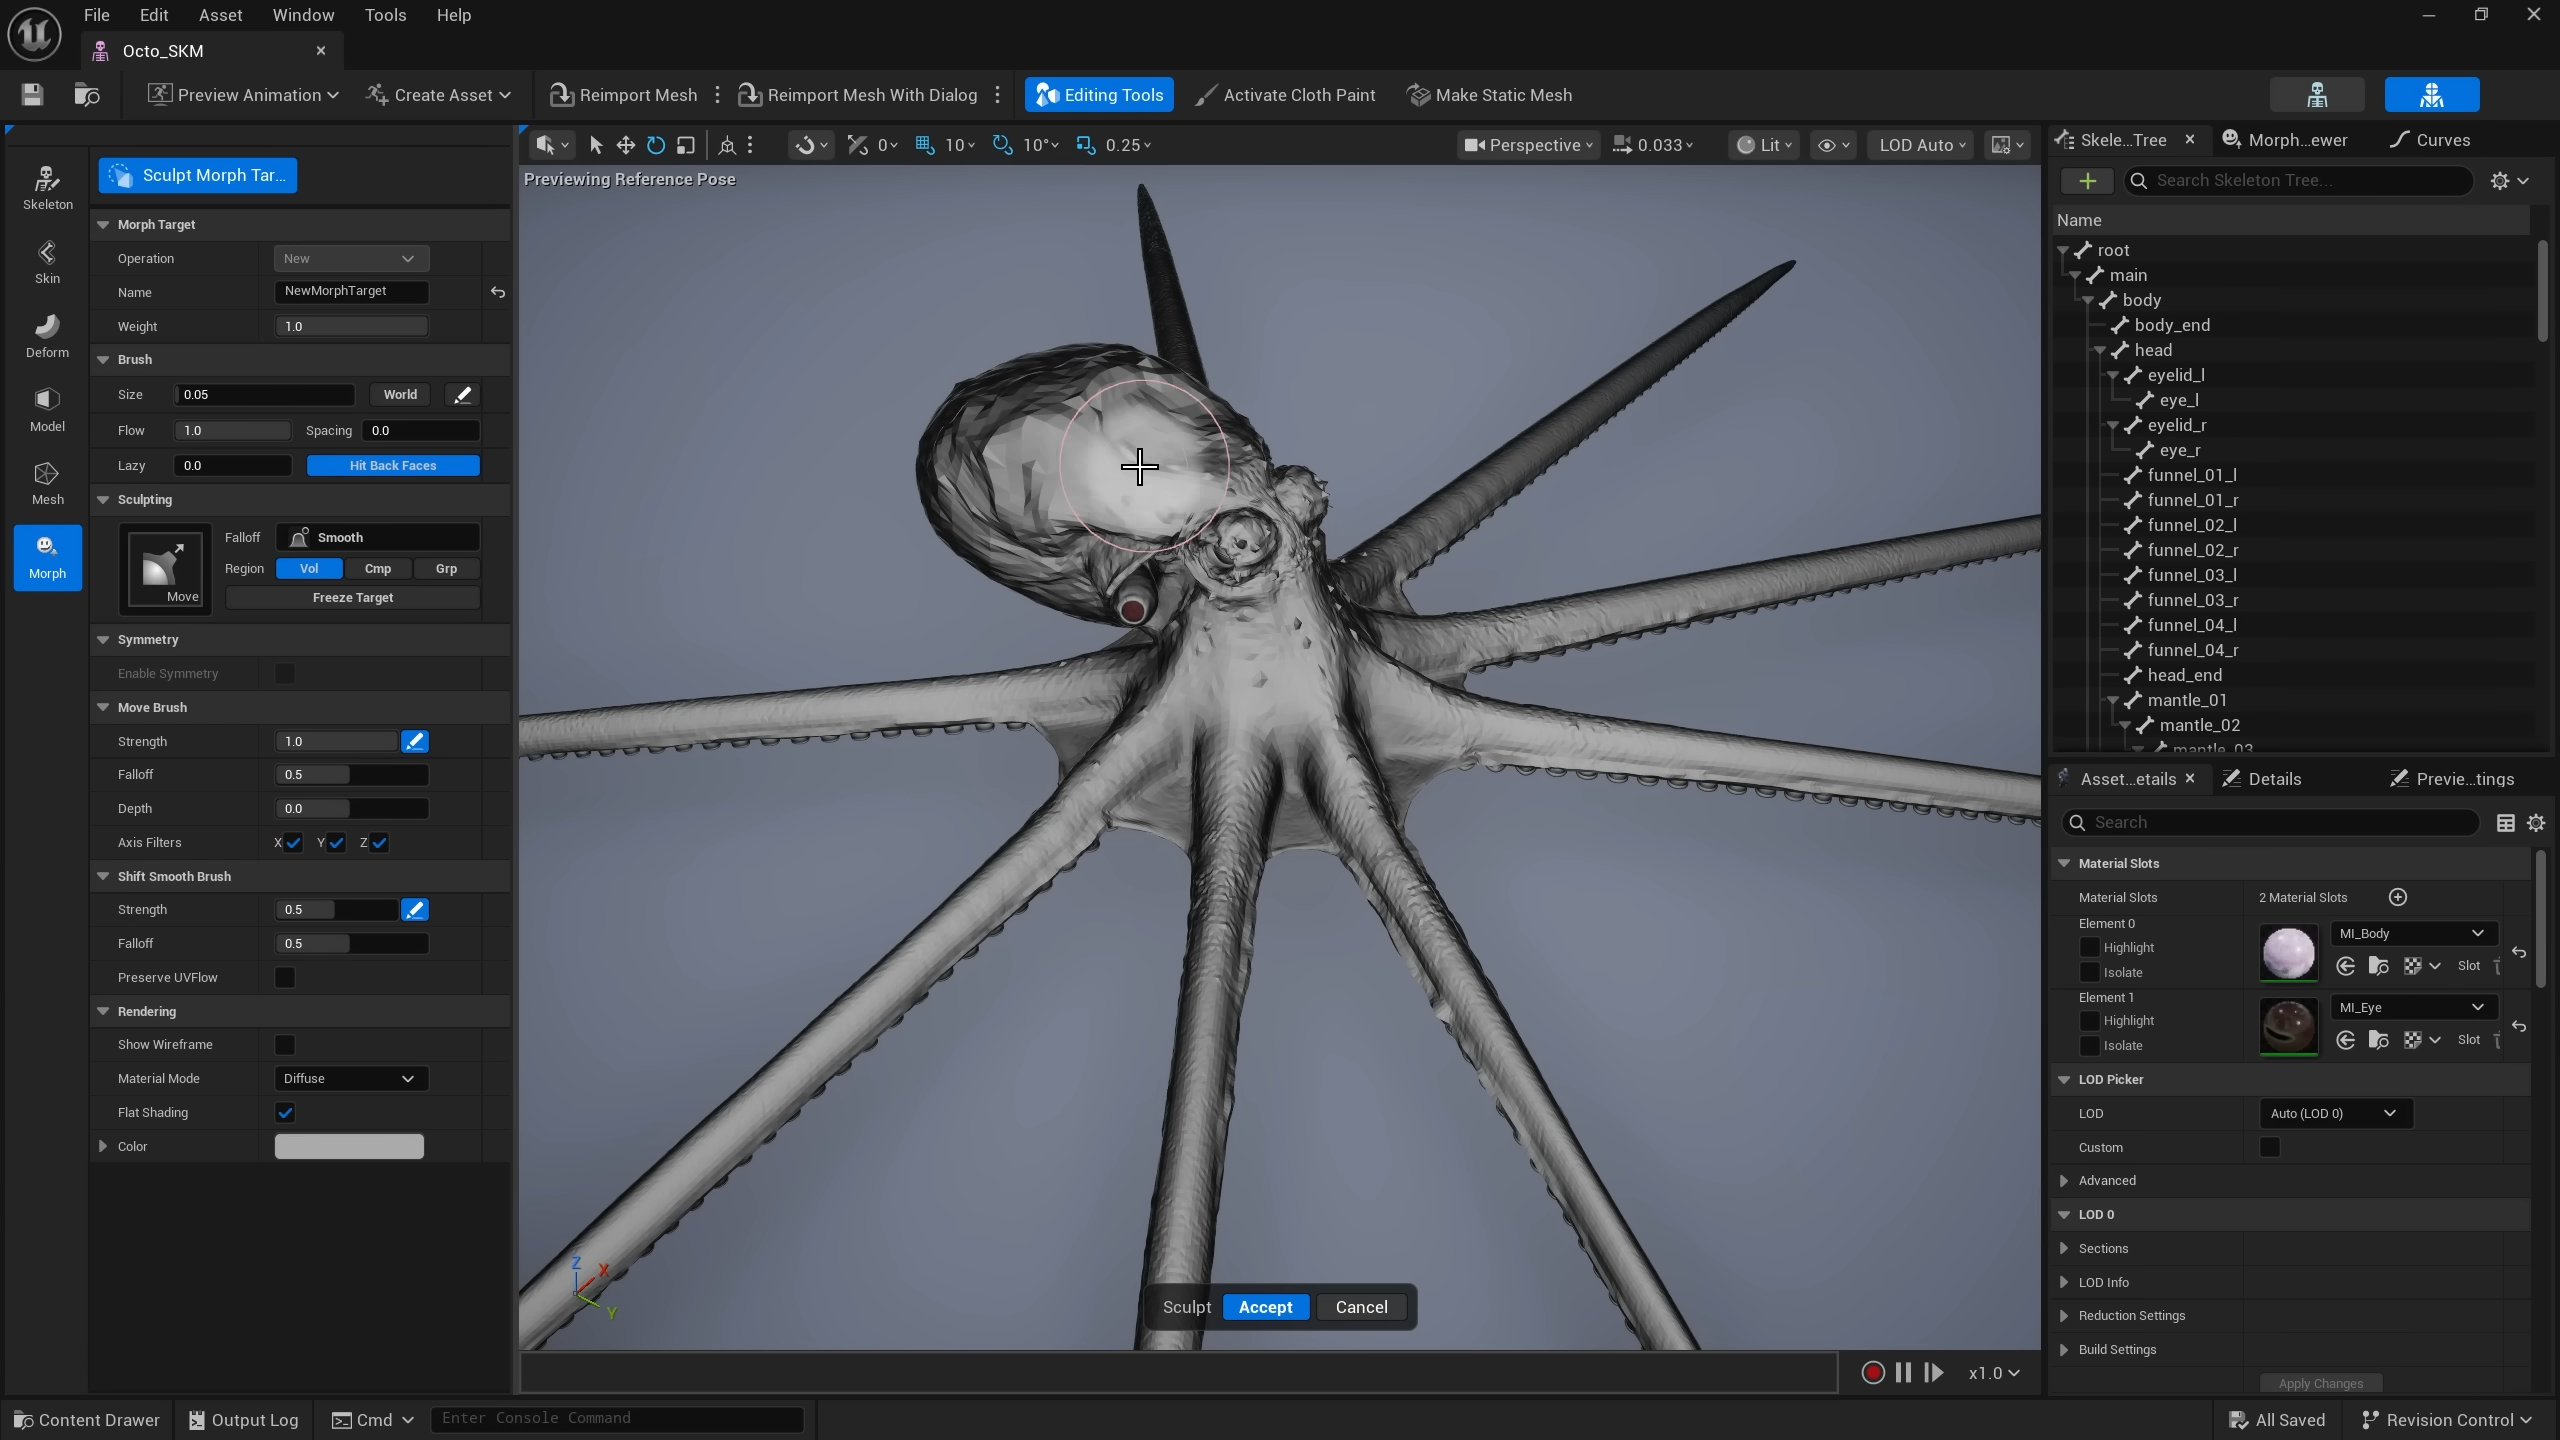 File Edit Asset Window Tools Help
Octo_SKM
Preview Animation Create Asset Reimport Mesh Reimport Mesh With Dialog Editing Tools Activate Cloth Paint Make Static Mesh
Skeleton
Skin
Deform
Model
Mesh
Morph
Sculpt Morph Tar...
Morph Target
Operation New
Name NewMorphTarget
Weight 1.0
Brush
Size 0.05 World
Flow 1.0 Spacing 0.0
Lazy 0.0 Hit Back Faces
Sculpting
Move
Falloff Smooth
Region Vol Cmp Grp
Freeze Target
Symmetry
Enable Symmetry
Move Brush
Strength 1.0
Falloff 0.5
Depth 0.0
Axis Filters X Y Z
Shift Smooth Brush
Strength 0.5
Falloff 0.5
Preserve UVFlow
Rendering
Show Wireframe
Material Mode Diffuse
Flat Shading
Color
0 10 10° 0.25 Perspective 0.033 Lit LOD Auto
Previewing Reference Pose
Z X Y
Sculpt Accept Cancel
x1.0
Skele...Tree Morph...ewer Curves
Search Skeleton Tree...
Name
root
main
body
body_end
head
eyelid_l
eye_l
eyelid_r
eye_r
funnel_01_l
funnel_01_r
funnel_02_l
funnel_02_r
funnel_03_l
funnel_03_r
funnel_04_l
funnel_04_r
head_end
mantle_01
mantle_02
mantle_03
Asset...etails Details Previe...tings
Search
Material Slots
Material Slots 2 Material Slots
Element 0
Highlight
Isolate
MI_Body
Slot
Element 1
Highlight
Isolate
MI_Eye
Slot
LOD Picker
LOD Auto (LOD 0)
Custom
Advanced
LOD 0
Sections
LOD Info
Reduction Settings
Build Settings
Apply Changes
Content Drawer Output Log Cmd Enter Console Command All Saved Revision Control